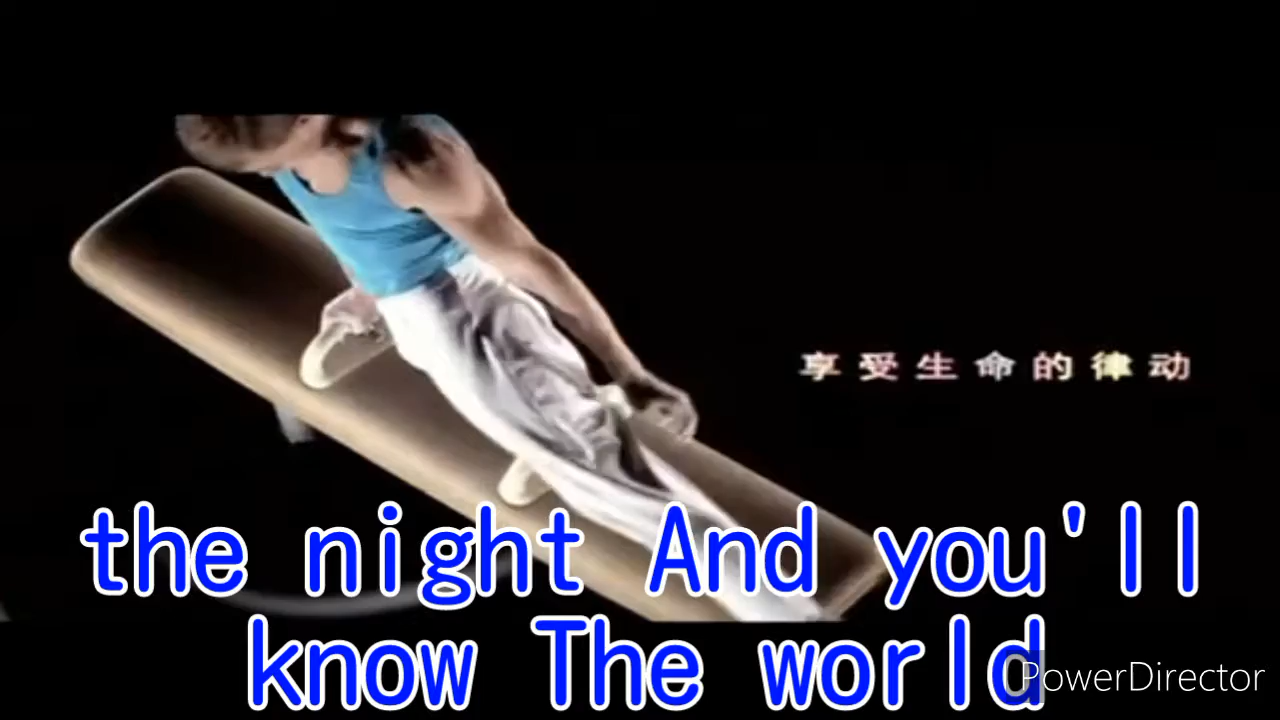 享受生命的律动
the night And you'll
know The world
PowerDirector